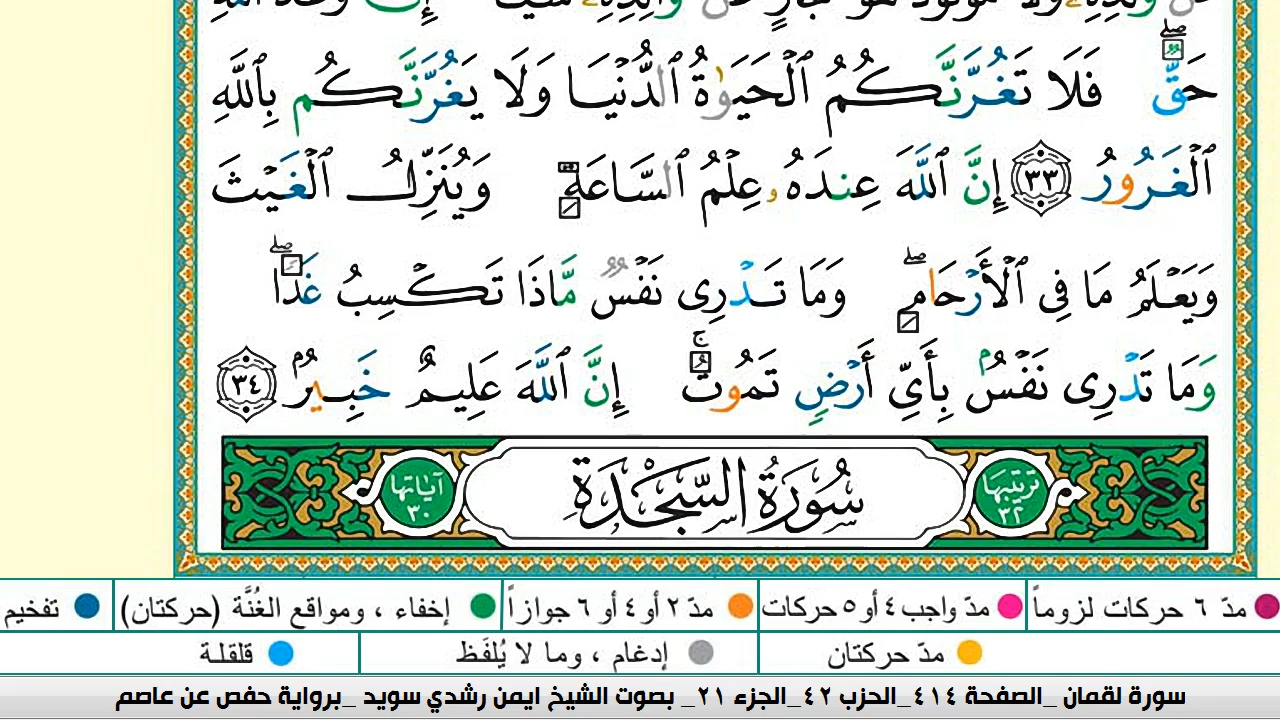 حَقٌّ ۖ فَلَا تَغُرَّنَّكُمُ ٱلْحَيَوٰةُ ٱلدُّنْيَا وَلَا يَغُرَّنَّكُم بِٱللَّهِ
ٱلْغَرُورُ ٣٣ إِنَّ ٱللَّهَ عِندَهُۥ عِلْمُ ٱلسَّاعَةِ وَيُنَزِّلُ ٱلْغَيْثَ
وَيَعْلَمُ مَا فِى ٱلْأَرْحَامِ ۖ وَمَا تَدْرِى نَفْسٌ مَّاذَا تَكْسِبُ غَدًا ۖ
وَمَا تَدْرِى نَفْسٌۢ بِأَىِّ أَرْضٍ تَمُوتُ ۚ إِنَّ ٱللَّهَ عَلِيمٌ خَبِيرٌۢ ٣٤
ترتيبها ٣٢ سُورَةُ السَّجْدَةِ آياتها ٣٠
مدّ ٦ حركات لزوماً مدّ واجب ٤ أو ٥ حركات مدّ ٢ أو ٤ أو ٦ جوازاً إخفاء ، ومواقع الغُنَّة (حركتان) تفخيم
مدّ حركتان إدغام ، وما لا يُلفَظ قلقلة
سورة لقمان _الصفحة ٤١٤_الحزب ٤٢_الجزء ٢١_ بصوت الشيخ ايمن رشدي سويد _برواية حفص عن عاصم